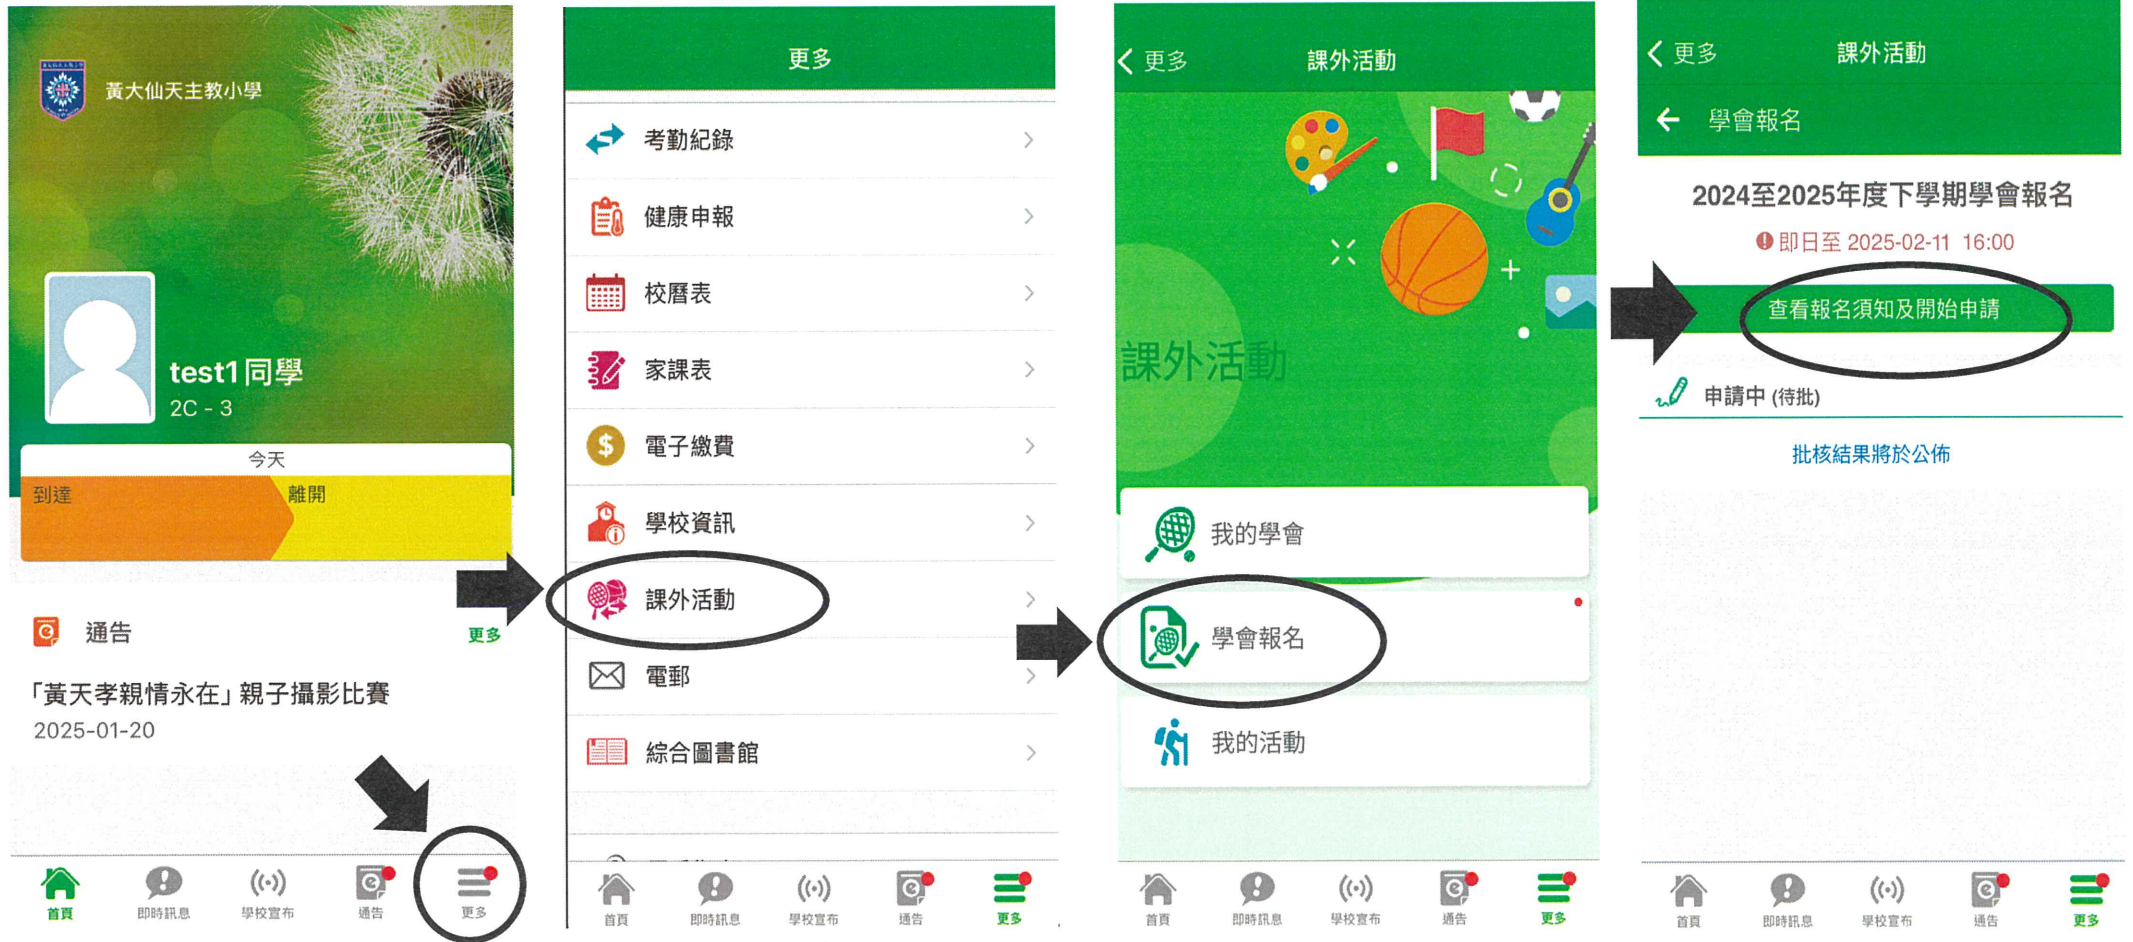 黃大仙天主教小學
test1同學
2C - 3
今天
到達
離開
通告
更多
「黃天孝親情永在」親子攝影比賽
2025-01-20
首頁
即時訊息
學校宣布
通告
更多
更多
考勤紀錄
健康申報
校曆表
家課表
電子繳費
學校資訊
課外活動
電郵
綜合圖書館
首頁
即時訊息
學校宣布
通告
更多
更多
課外活動
課外活動
我的學會
學會報名
我的活動
首頁
即時訊息
學校宣布
通告
更多
更多
課外活動
學會報名
2024至2025年度下學期學會報名
即日至 2025-02-11 16:00
查看報名須知及開始申請
申請中 (待批)
批核結果將於公佈
首頁
即時訊息
學校宣布
通告
更多